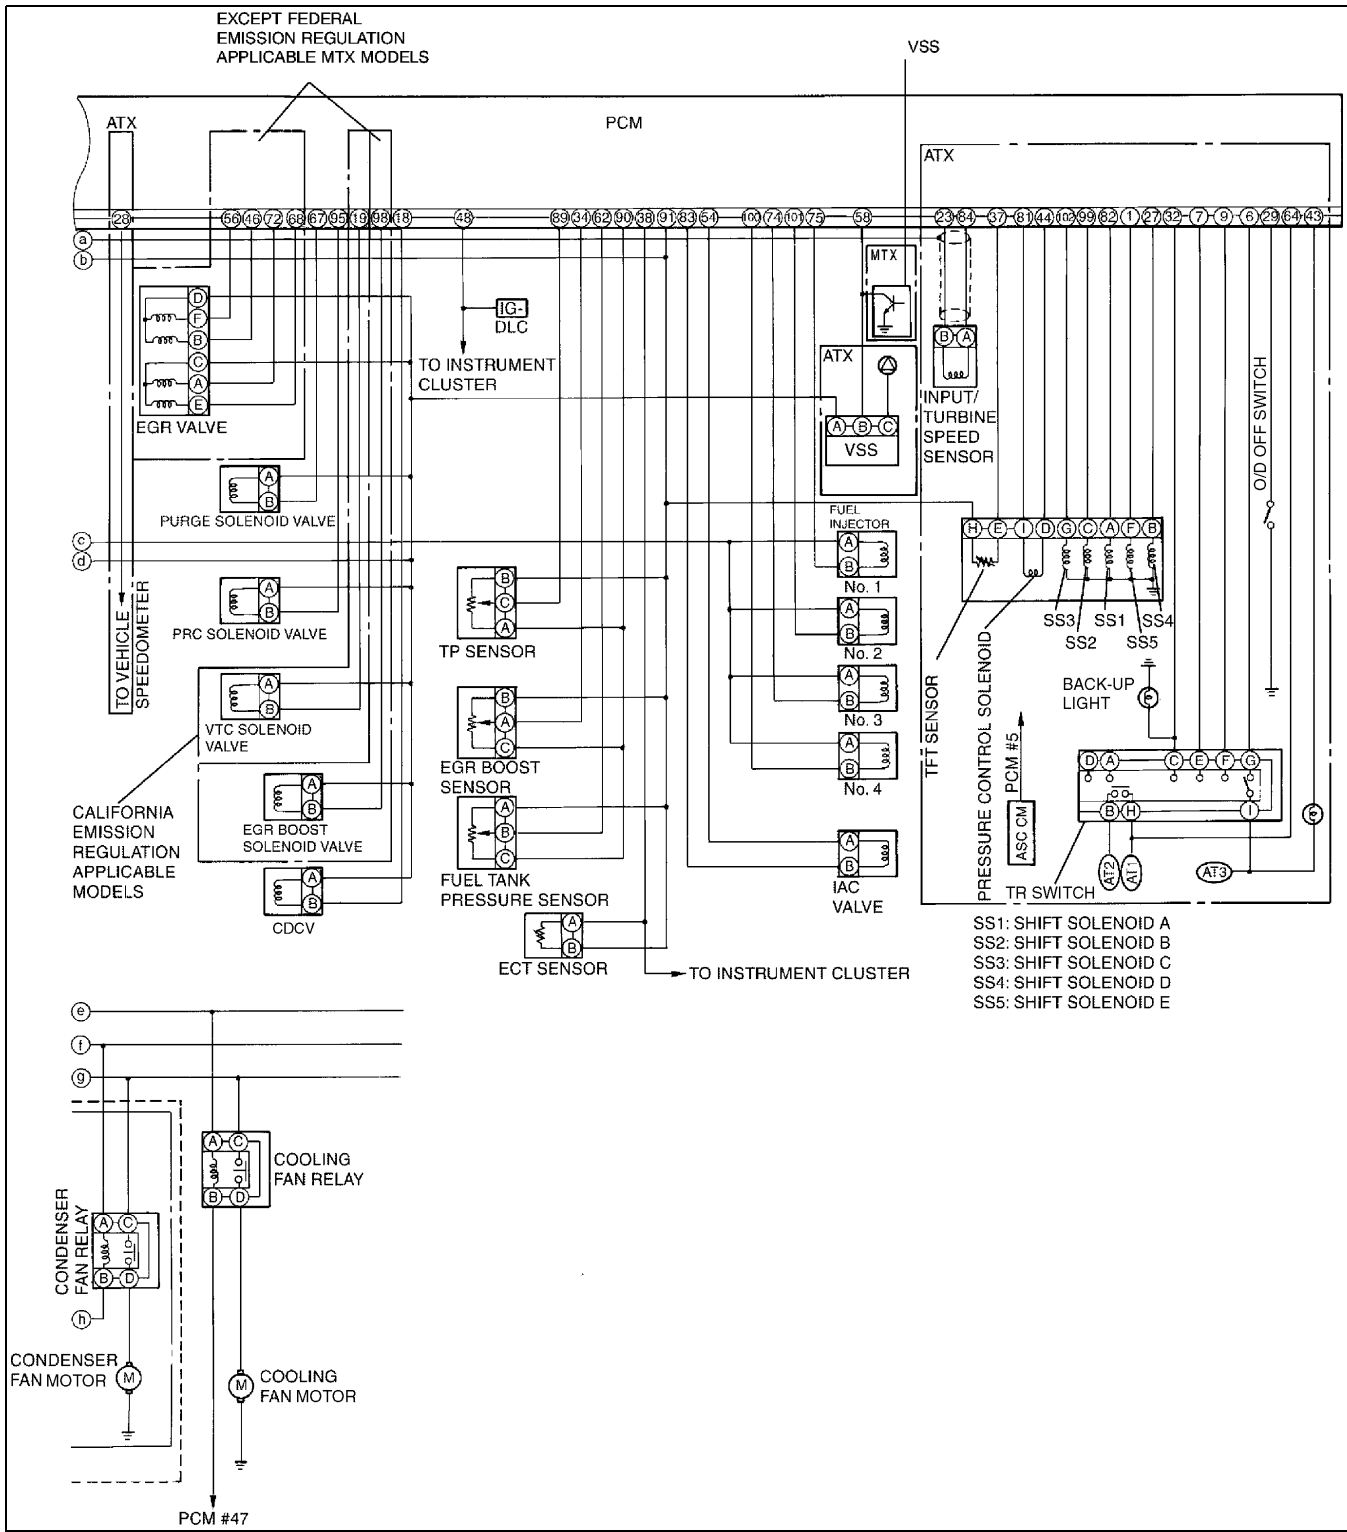 EXCEPT FEDERAL
EMISSION REGULATION
APPLICABLE MTX MODELS
VSS
ATX
PCM
ATX
28 56 46 72 68 67 95 19 98 18 48 89 34 62 90 38 91 83 54 100 74 101 75 58 23 84 37 81 44 102 99 82 1 27 32 7 9 6 29 64 43
a
b
MTX
D
F
B
C
A
E
EGR VALVE
IG-
DLC
TO INSTRUMENT
CLUSTER
ATX
A B C
VSS
B A
INPUT/
TURBINE
SPEED
SENSOR
O/D OFF SWITCH
A
B
PURGE SOLENOID VALVE
FUEL
INJECTOR
A
B
No. 1
H E I D G C A F B
c
d
TO VEHICLE
SPEEDOMETER
A
B
PRC SOLENOID VALVE
B
C
A
TP SENSOR
A
B
No. 2
SS3 SS1 SS4
SS2 SS5
A
B
VTC SOLENOID
VALVE
B
A
C
EGR BOOST
SENSOR
A
B
No. 3
TFT SENSOR
PRESSURE CONTROL SOLENOID
PCM #5
ASC CM
BACK-UP
LIGHT
A
B
No. 4
D A C E F G
B H I
AT2 AT1 AT3
TR SWITCH
CALIFORNIA
EMISSION
REGULATION
APPLICABLE
MODELS
A
B
EGR BOOST
SOLENOID VALVE
A
B
C
FUEL TANK
PRESSURE SENSOR
A
B
IAC
VALVE
A
B
CDCV
A
B
ECT SENSOR
TO INSTRUMENT CLUSTER
SS1: SHIFT SOLENOID A
SS2: SHIFT SOLENOID B
SS3: SHIFT SOLENOID C
SS4: SHIFT SOLENOID D
SS5: SHIFT SOLENOID E
e
f
g
A C
B D
COOLING
FAN RELAY
CONDENSER
FAN RELAY
A C
B D
h
CONDENSER
FAN MOTOR
M
M
COOLING
FAN MOTOR
PCM #47